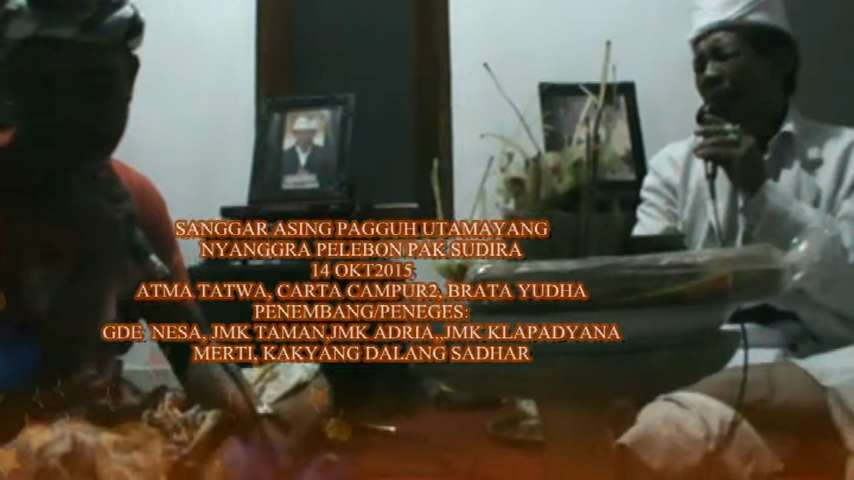 SANGGAR:ASING PAGGUH UTAMAYANG
NYANGGRA PELEBON PAK SUDIRA
14 OKT2015
ATMA TATWA, CARTA CAMPUR2, BRATA YUDHA
PENEMBANG/PENEGES:
GDE NESA, JMK TAMAN,JMK ADRIA,,,JMK KLAPADYANA
MERTI, KAKYANG DALANG SADHAR